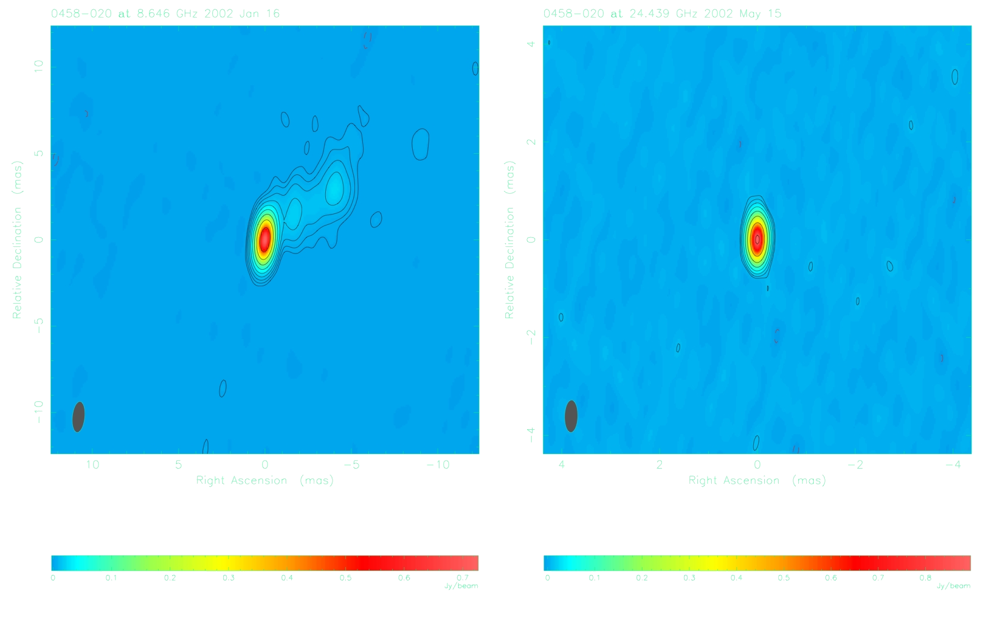 0458-020 at 8.646 GHz 2002 Jan 16
10
5
0
-5
-10
Relative Declination (mas)
10 5 0 -5 -10
Right Ascension (mas)
0 0.1 0.2 0.3 0.4 0.5 0.6 0.7
Jy/beam
0458-020 at 24.439 GHz 2002 May 15
4
2
0
-2
-4
Relative Declination (mas)
4 2 0 -2 -4
Right Ascension (mas)
0 0.1 0.2 0.3 0.4 0.5 0.6 0.7 0.8
Jy/beam